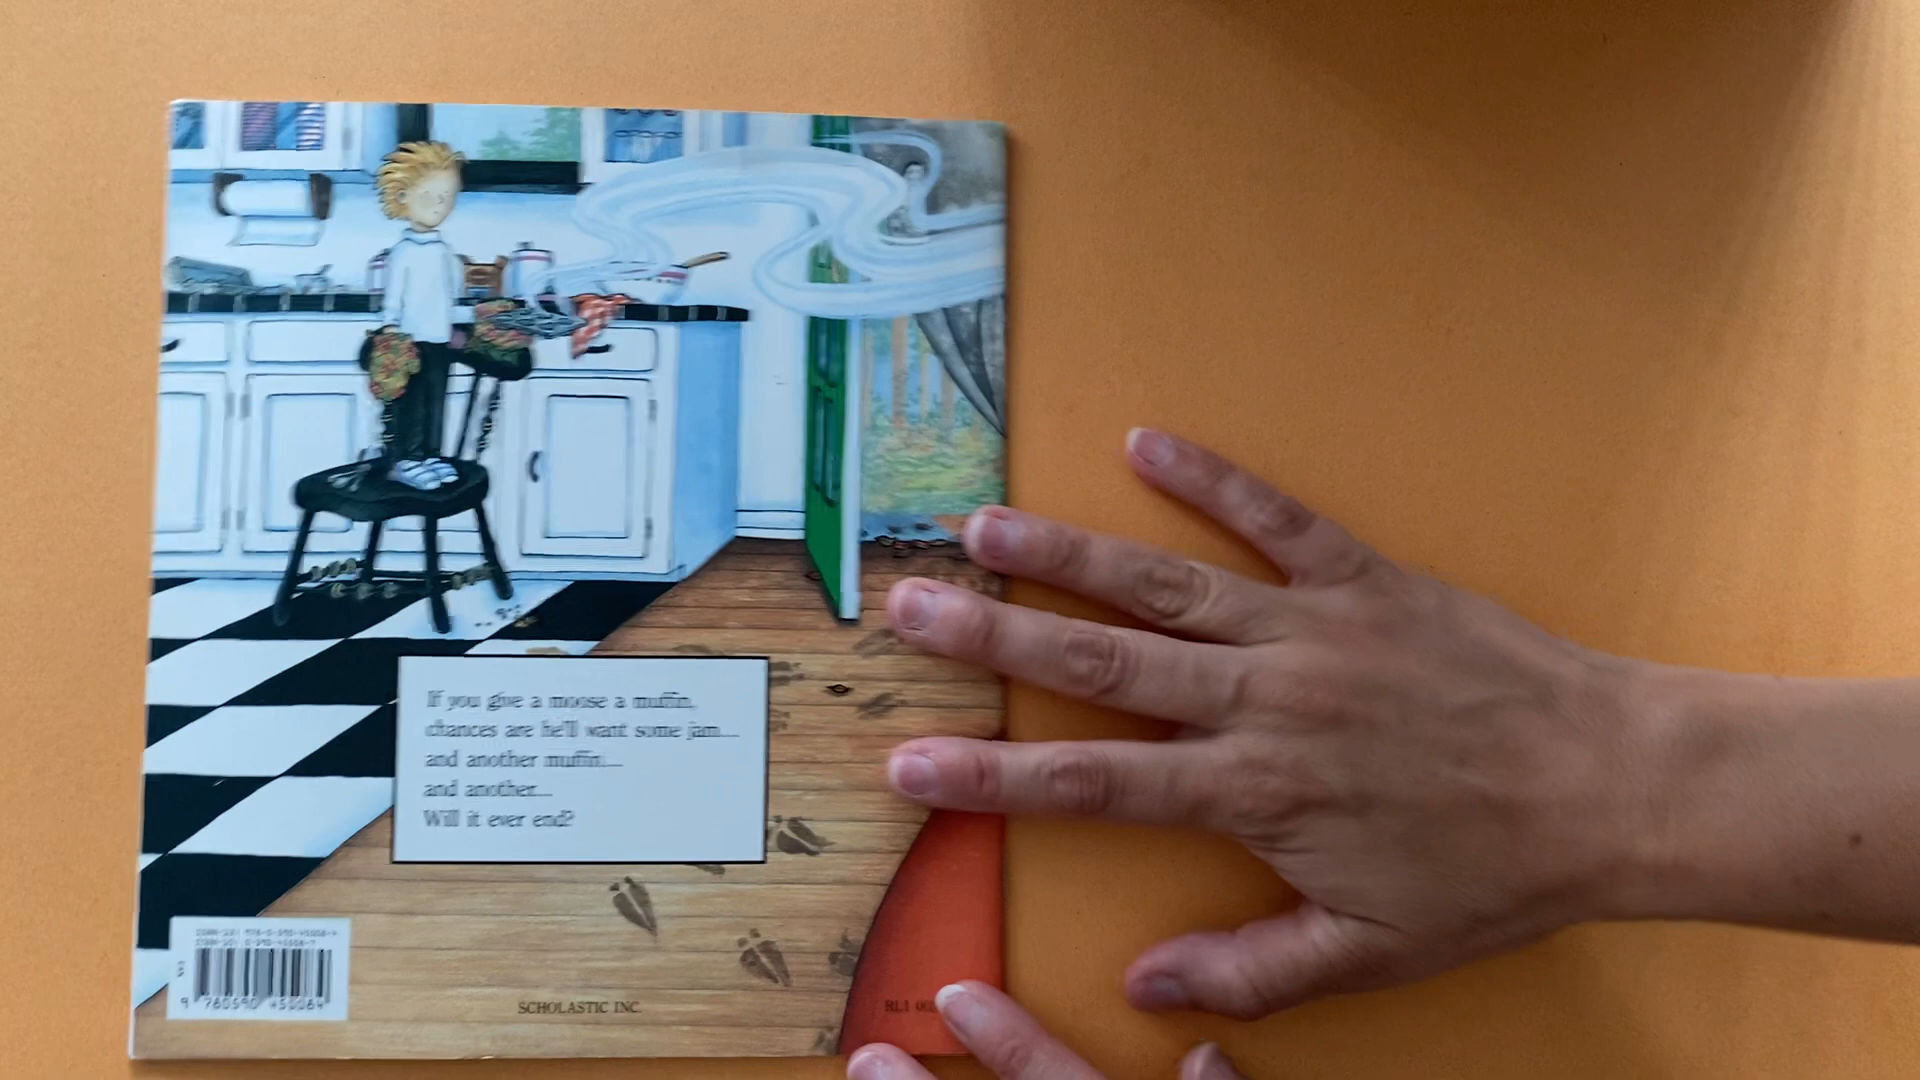 If you give a moose a muffin,
chances are he'll want some jam....
and another muffin....
and another....
Will it ever end?
SCHOLASTIC INC.
RL1